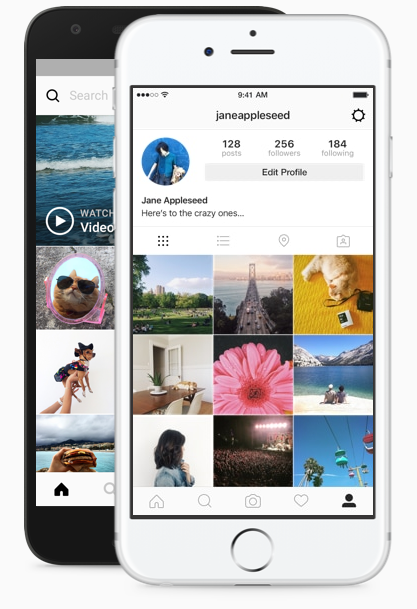 Search
WATCH
Video
9:41 AM
janeappleseed
128
256
184
posts
followers
following
Edit Profile
Jane Appleseed
Here's to the crazy ones...